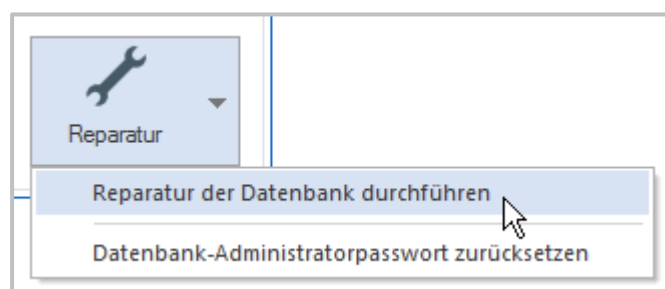 Reparatur
Reparatur der Datenbank durchführen
Datenbank-Administratorpasswort zurücksetzen